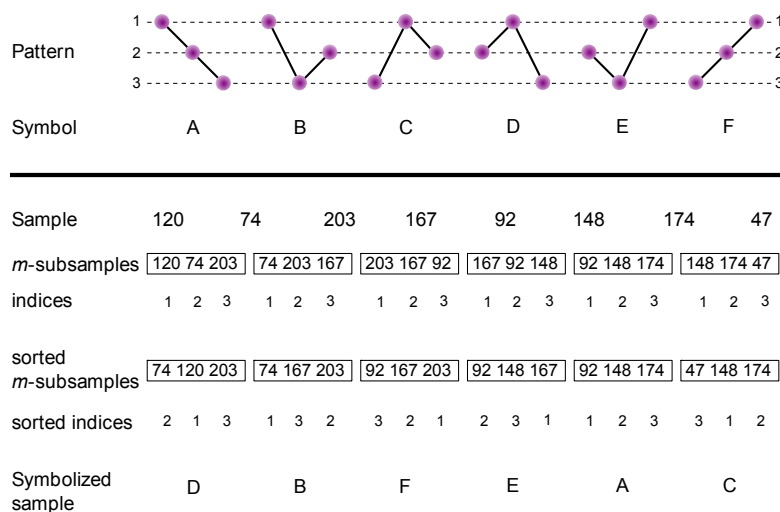 1 1
Pattern 2 2
3 3
Symbol A B C D E F
Sample 120 74 203 167 92 148 174 47
m-subsamples 120 74 203 74 203 167 203 167 92 167 92 148 92 148 174 148 174 47
indices 1 2 3 1 2 3 1 2 3 1 2 3 1 2 3 1 2 3
sorted
m-subsamples 74 120 203 74 167 203 92 167 203 92 148 167 92 148 174 47 148 174
sorted indices 2 1 3 1 3 2 3 2 1 2 3 1 1 2 3 3 1 2
Symbolized
sample D B F E A C